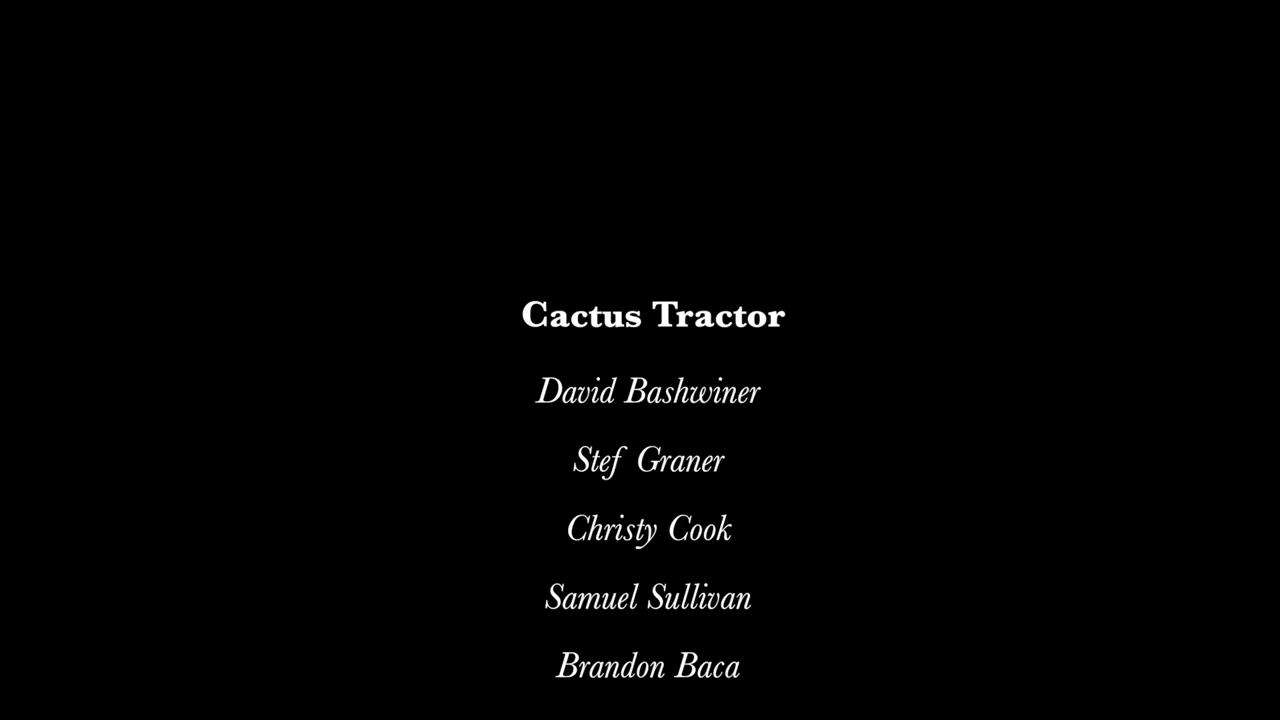 Cactus Tractor
David Bashwiner
Stef Graner
Christy Cook
Samuel Sullivan
Brandon Baca